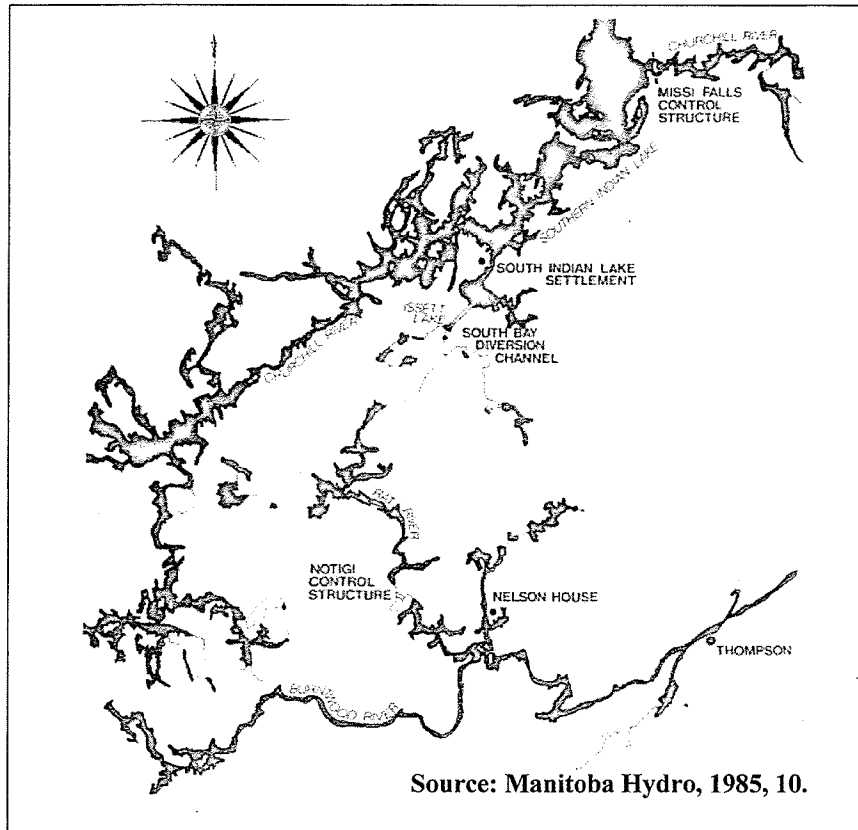 CHURCHILL RIVER
MISSI FALLS
CONTROL
STRUCTURE
SOUTHERN INDIAN LAKE
SOUTH INDIAN LAKE
SETTLEMENT
ISSETT
LAKE
SOUTH BAY
DIVERSION
CHANNEL
CHURCHILL RIVER
RAT RIVER
NOTIGI
CONTROL
STRUCTURE
NELSON HOUSE
THOMPSON
BURNTWOOD RIVER
Source: Manitoba Hydro, 1985, 10.